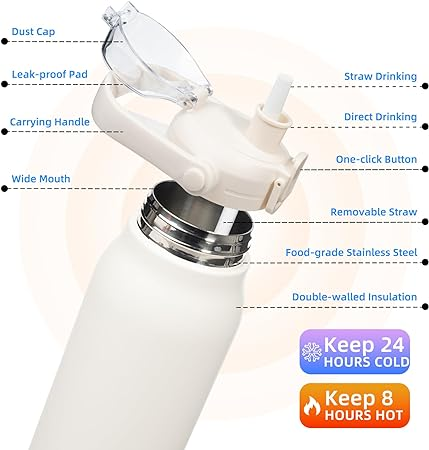 Dust Cap
Leak-proof Pad
Carrying Handle
Wide Mouth
Straw Drinking
Direct Drinking
One-click Button
Removable Straw
Food-grade Stainless Steel
Double-walled Insulation
Keep 24
HOURS COLD
Keep 8
HOURS HOT